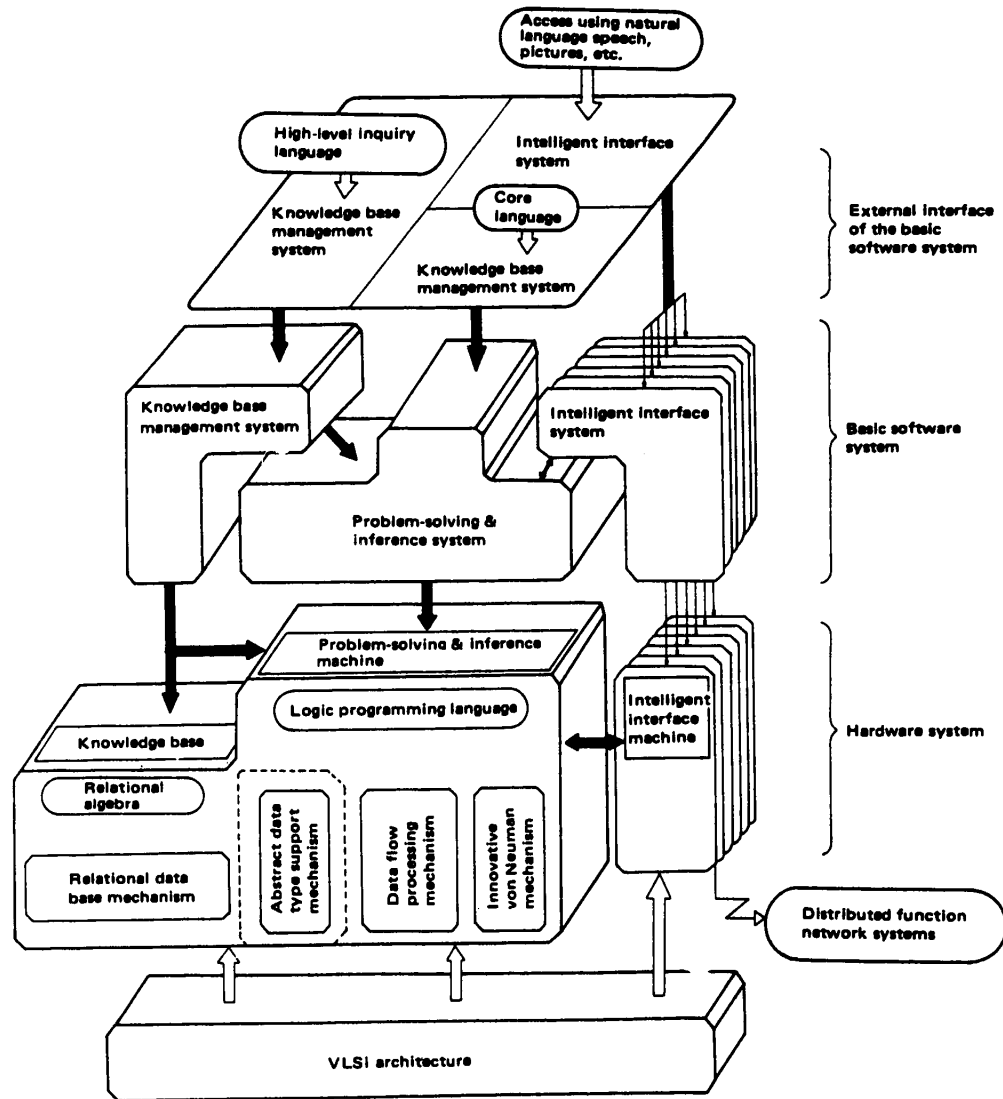 Access using natural
language speech,
pictures, etc.
High-level inquiry
language
Intelligent interface
system
Core
language
Knowledge base
management
system
Knowledge base
management system
External interface
of the basic
software system
Knowledge base
management system
Intelligent interface
system
Basic software
system
Problem-solving &
inference system
Problem-solving & inference
machine
Logic programming language
Intelligent
interface
machine
Hardware system
Knowledge base
Relational
algebra
Relational data
base mechanism
Abstract data
type support
mechanism
Data flow
processing
mechanism
Innovative
von Neuman
mechanism
Distributed function
network systems
VLSI architecture